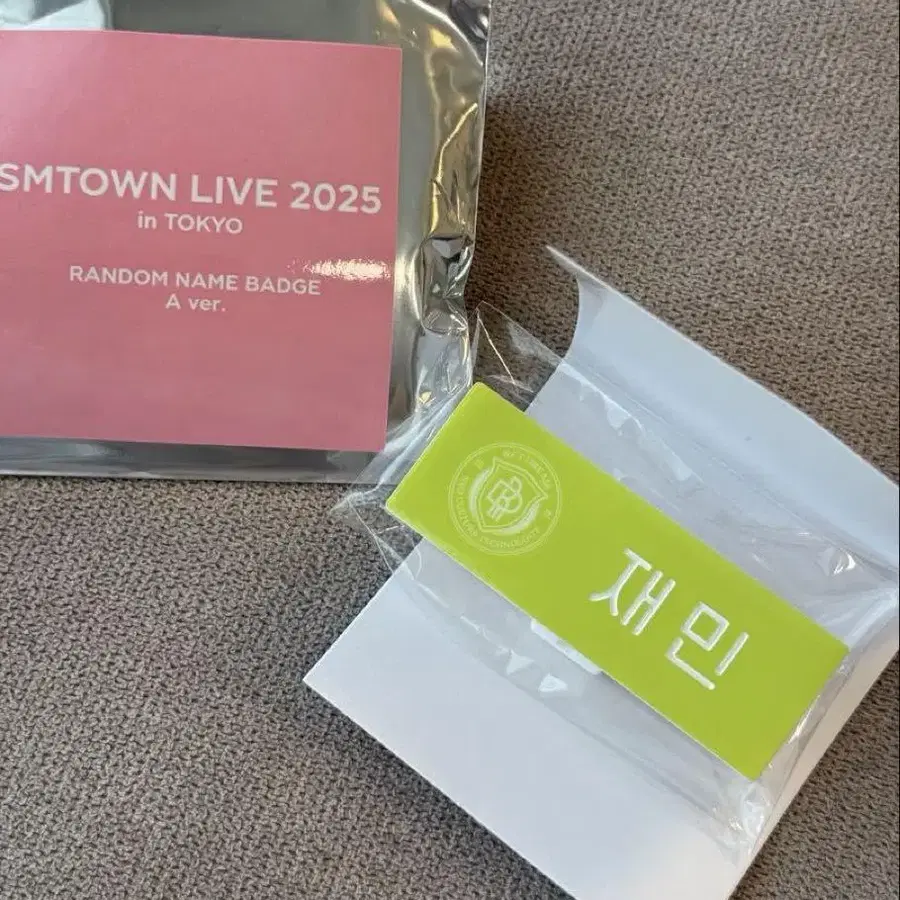 SMTOWN LIVE 2025
in TOKYO
RANDOM NAME BADGE
A ver.
재민